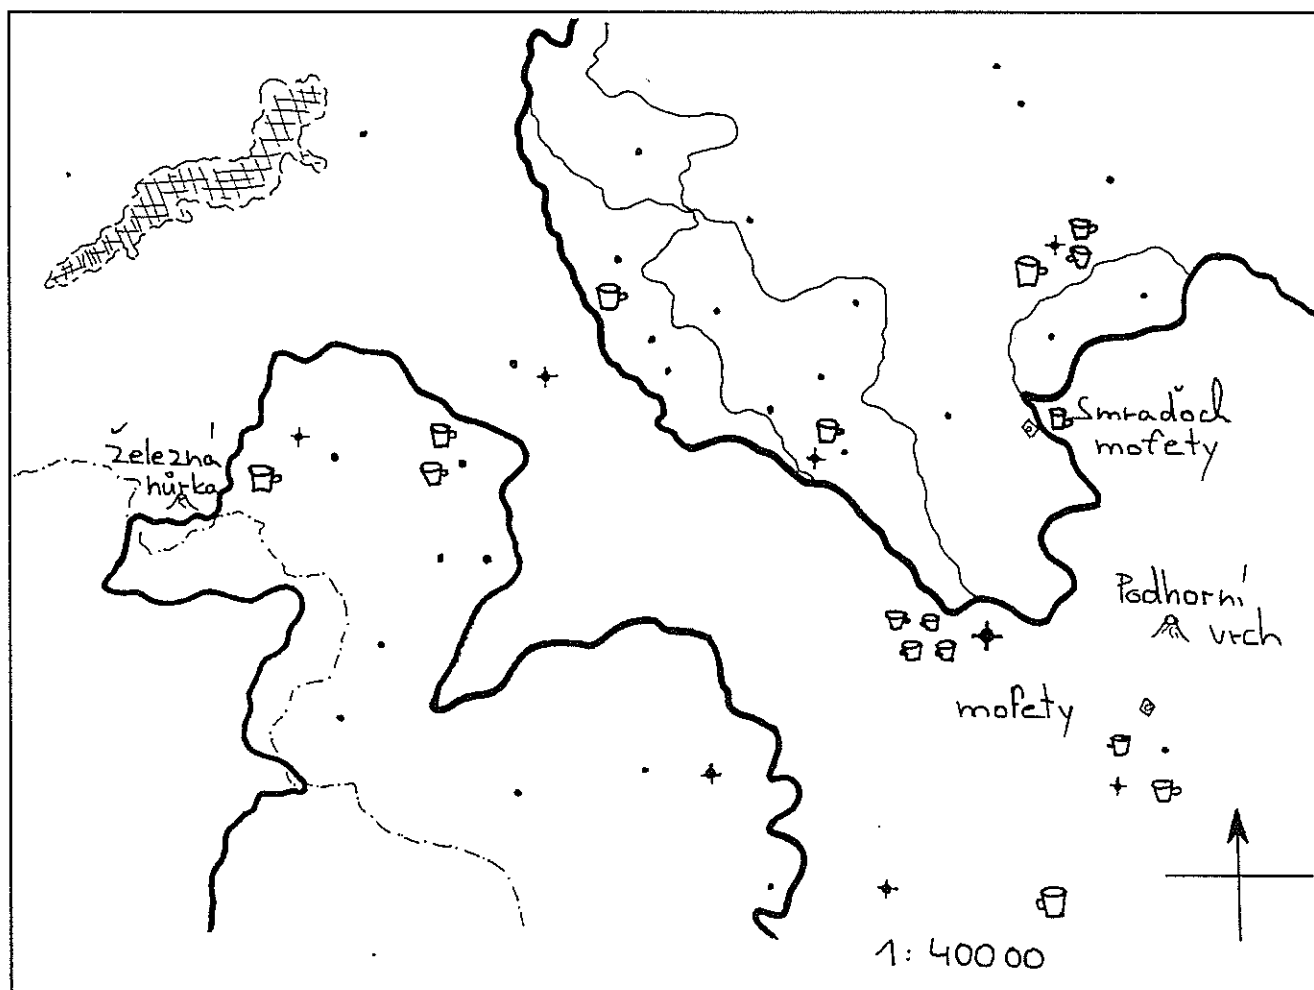 Železná
hůrka
Smraďoch
mofety
Podhorní
vrch
mofety
1: 40000